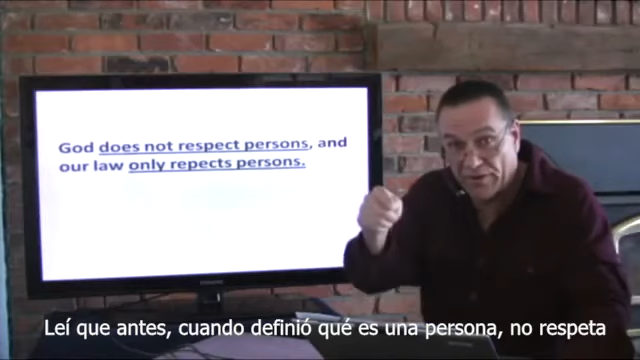 God does not respect persons, and
our law only repects persons.
Leí que antes, cuando definió qué es una persona, no respeta